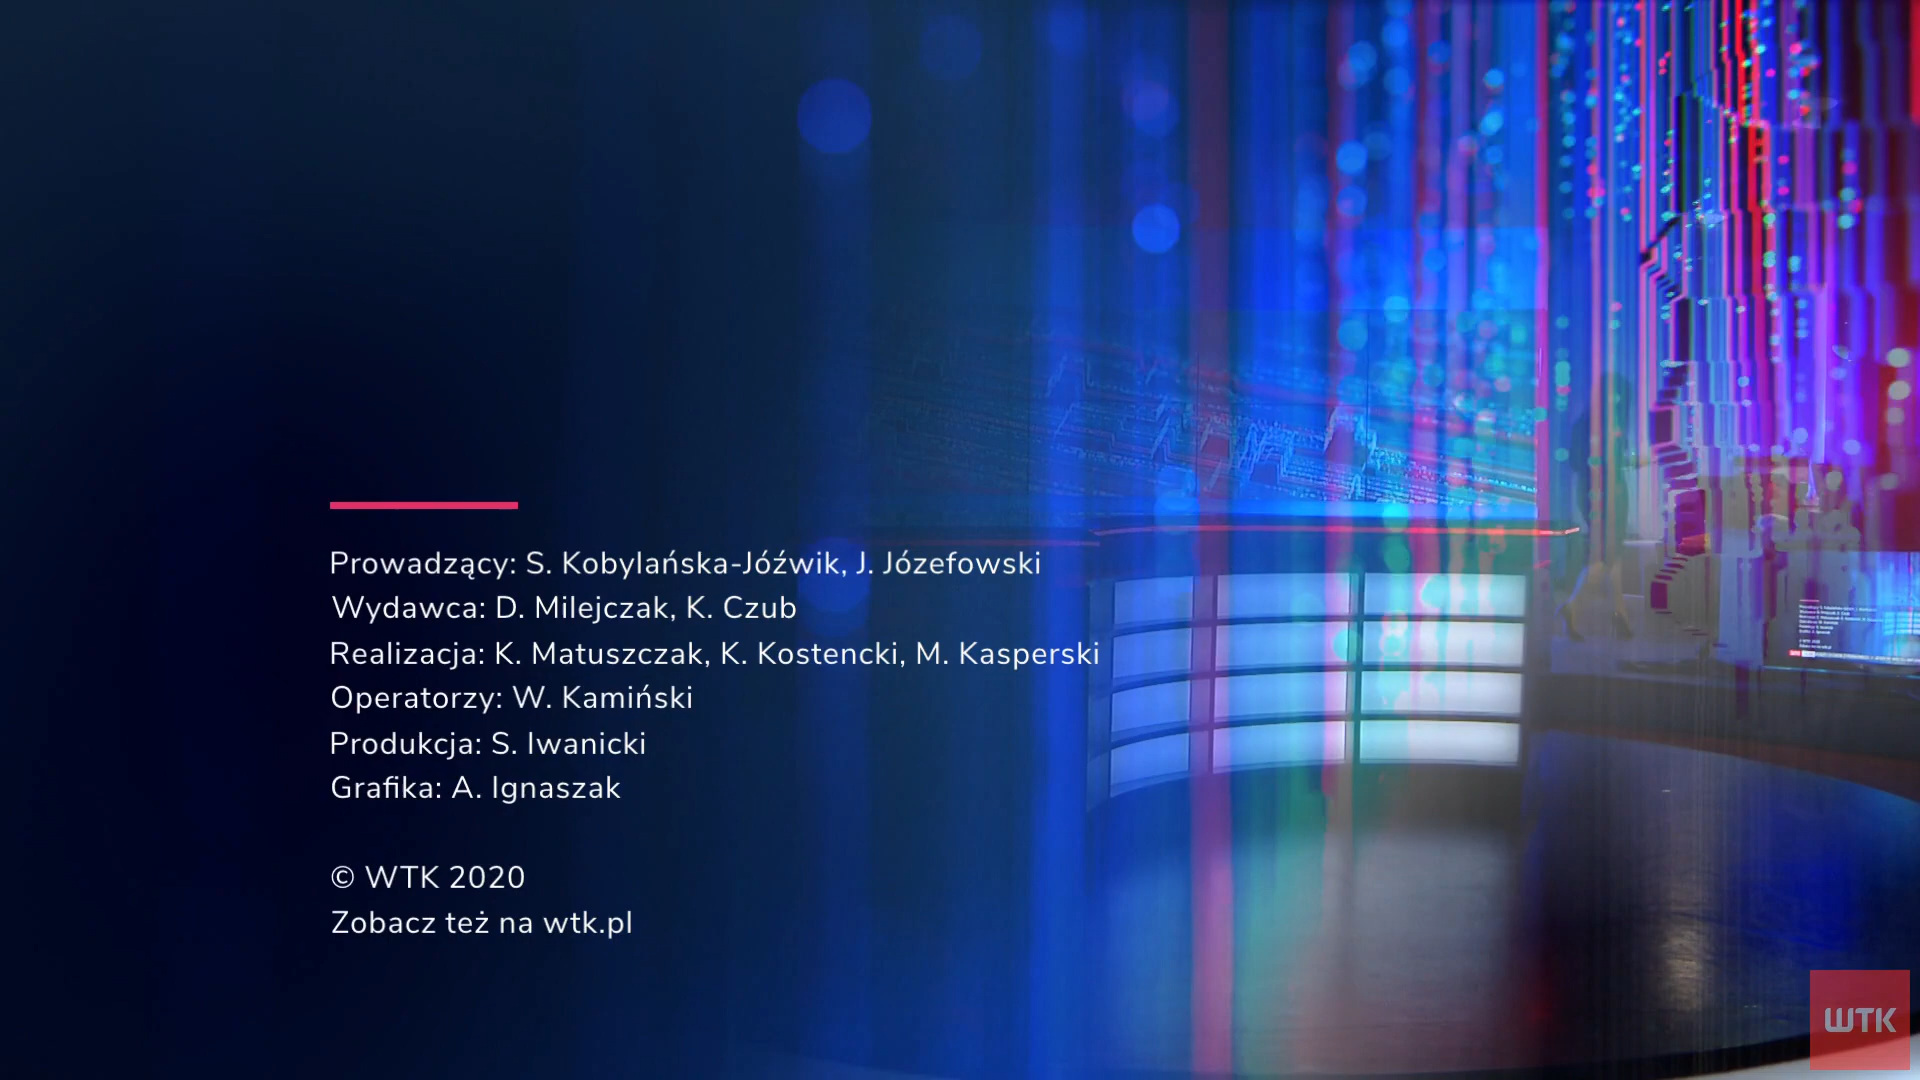 Prowadzący: S. Kobylańska-Jóźwik, J. Józefowski
Wydawca: D. Milejczak, K. Czub
Realizacja: K. Matuszczak, K. Kostencki, M. Kasperski
Operatorzy: W. Kamiński
Produkcja: S. Iwanicki
Grafika: A. Ignaszak
© WTK 2020
Zobacz też na wtk.pl
WTK